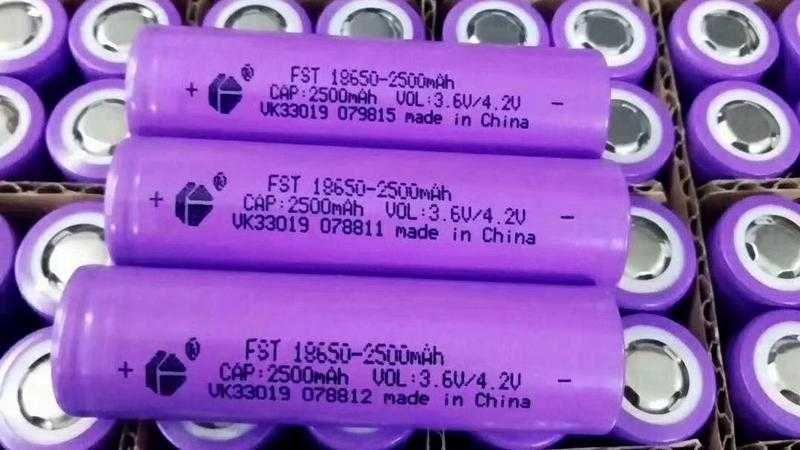 + ® FST 18650-2500mAh
CAP:2500mAh VOL:3.6V/4.2V -
VK33019 079815 made in China
+ ® FST 18650-2500mAh
CAP:2500mAh VOL:3.6V/4.2V -
VK33019 078811 made in China
+ ® FST 18650-2500mAh
CAP:2500mAh VOL:3.6V/4.2V -
VK33019 078812 made in China